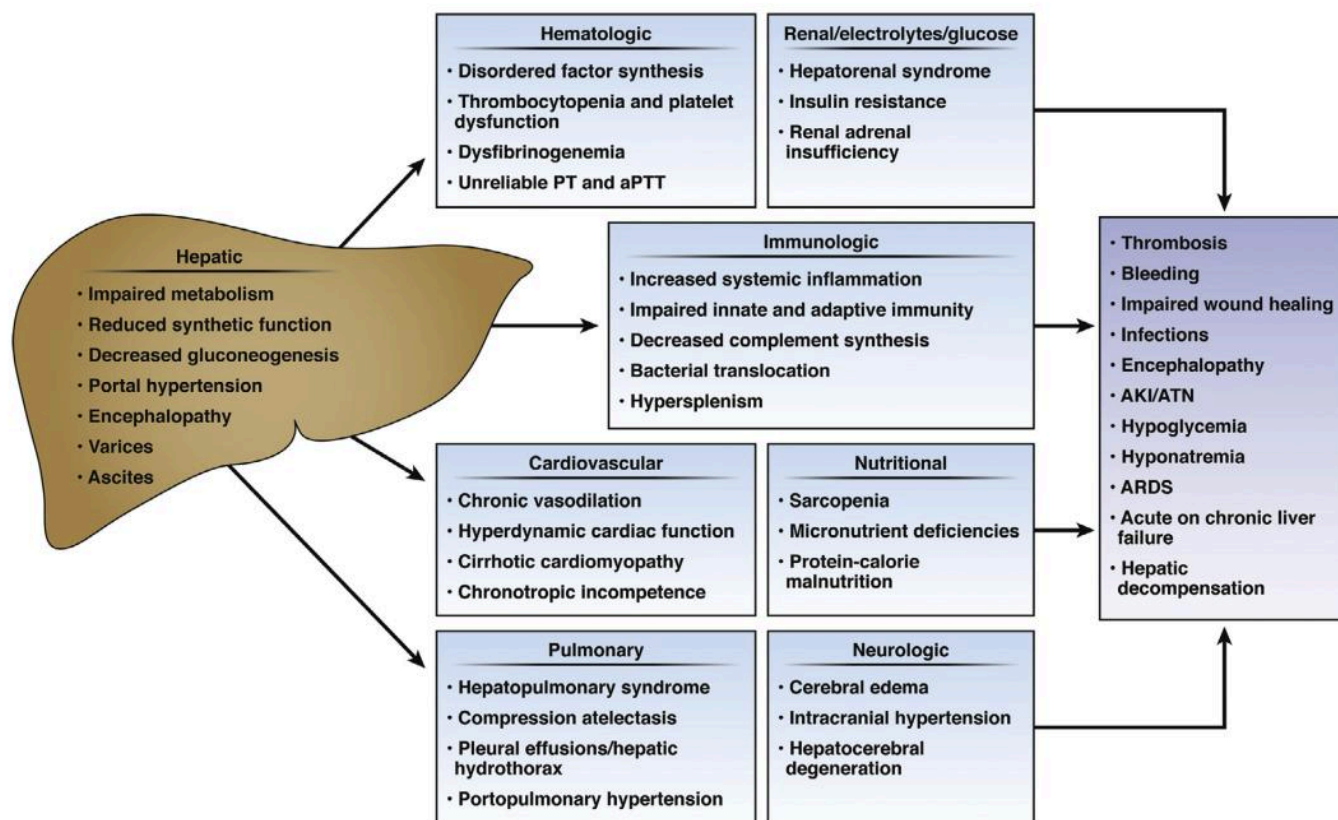 Hematologic
• Disordered factor synthesis
• Thrombocytopenia and platelet
dysfunction
• Dysfibrinogenemia
• Unreliable PT and aPTT
Renal/electrolytes/glucose
• Hepatorenal syndrome
• Insulin resistance
• Renal adrenal
insufficiency
Hepatic
• Impaired metabolism
• Reduced synthetic function
• Decreased gluconeogenesis
• Portal hypertension
• Encephalopathy
• Varices
• Ascites
Immunologic
• Increased systemic inflammation
• Impaired innate and adaptive immunity
• Decreased complement synthesis
• Bacterial translocation
• Hypersplenism
Cardiovascular
• Chronic vasodilation
• Hyperdynamic cardiac function
• Cirrhotic cardiomyopathy
• Chronotropic incompetence
Nutritional
• Sarcopenia
• Micronutrient deficiencies
• Protein-calorie
malnutrition
Pulmonary
• Hepatopulmonary syndrome
• Compression atelectasis
• Pleural effusions/hepatic
hydrothorax
• Portopulmonary hypertension
Neurologic
• Cerebral edema
• Intracranial hypertension
• Hepatocerebral
degeneration
• Thrombosis
• Bleeding
• Impaired wound healing
• Infections
• Encephalopathy
• AKI/ATN
• Hypoglycemia
• Hyponatremia
• ARDS
• Acute on chronic liver
failure
• Hepatic
decompensation